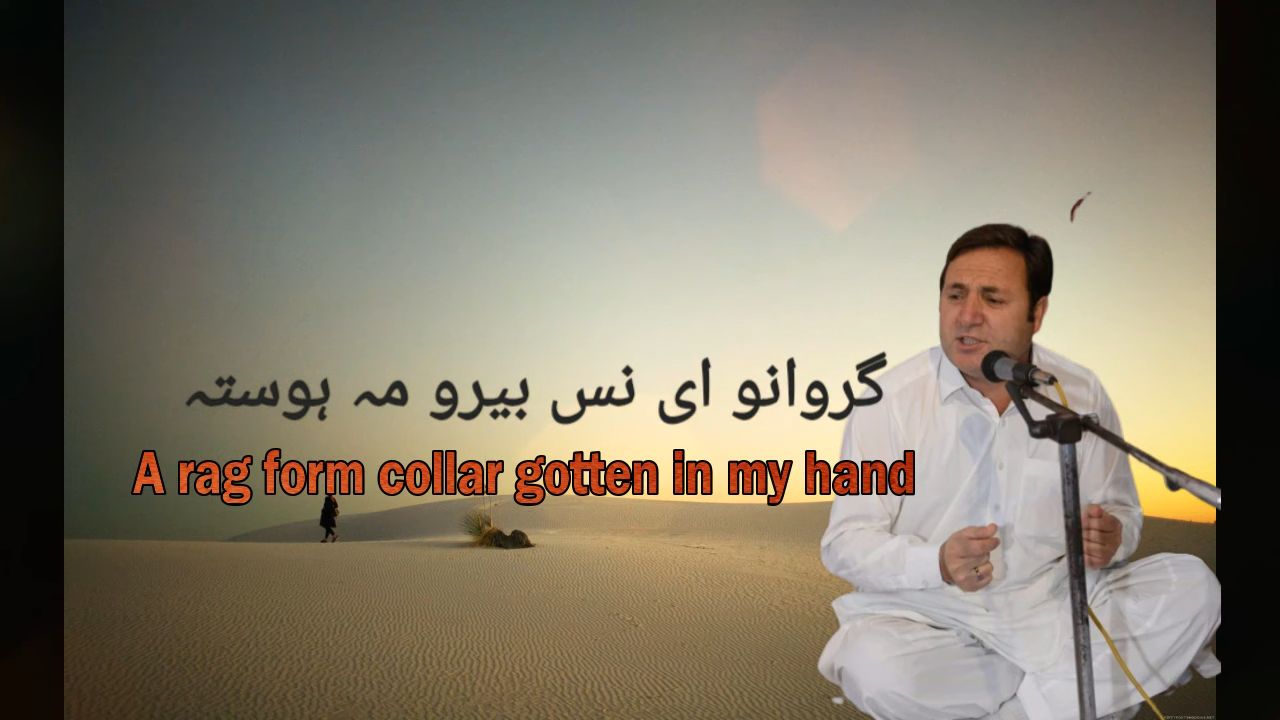 گروانو ای نس بیرو مہ ہوستہ
A rag form collar gotten in my hand